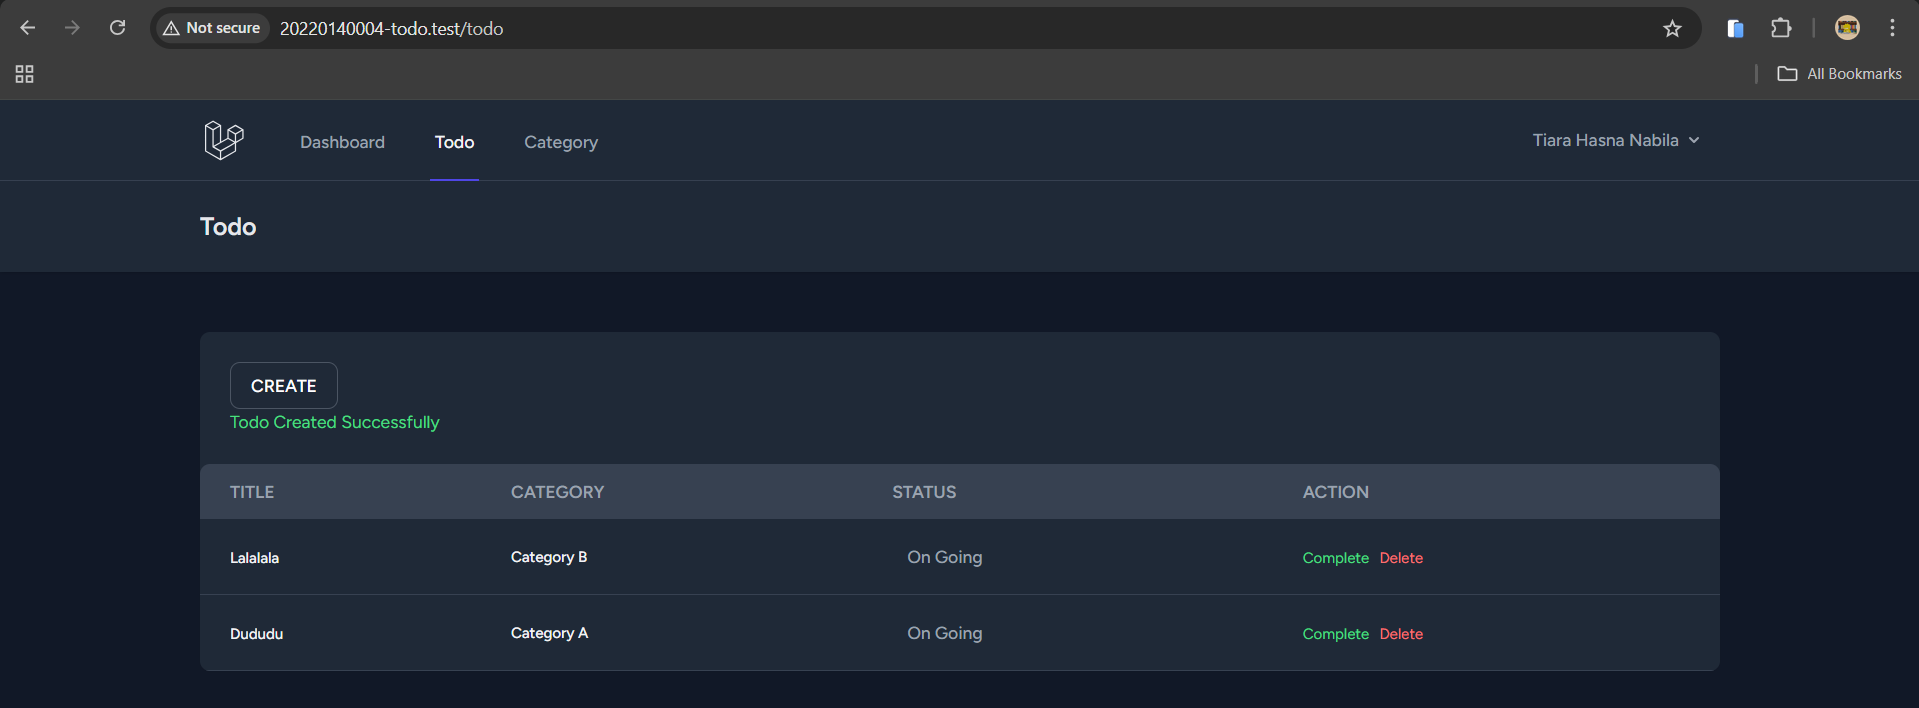 Not secure 20220140004-todo.test/todo
All Bookmarks
Dashboard Todo Category Tiara Hasna Nabila
Todo
CREATE
Todo Created Successfully
TITLE CATEGORY STATUS ACTION
Lalalala Category B On Going Complete Delete
Dududu Category A On Going Complete Delete